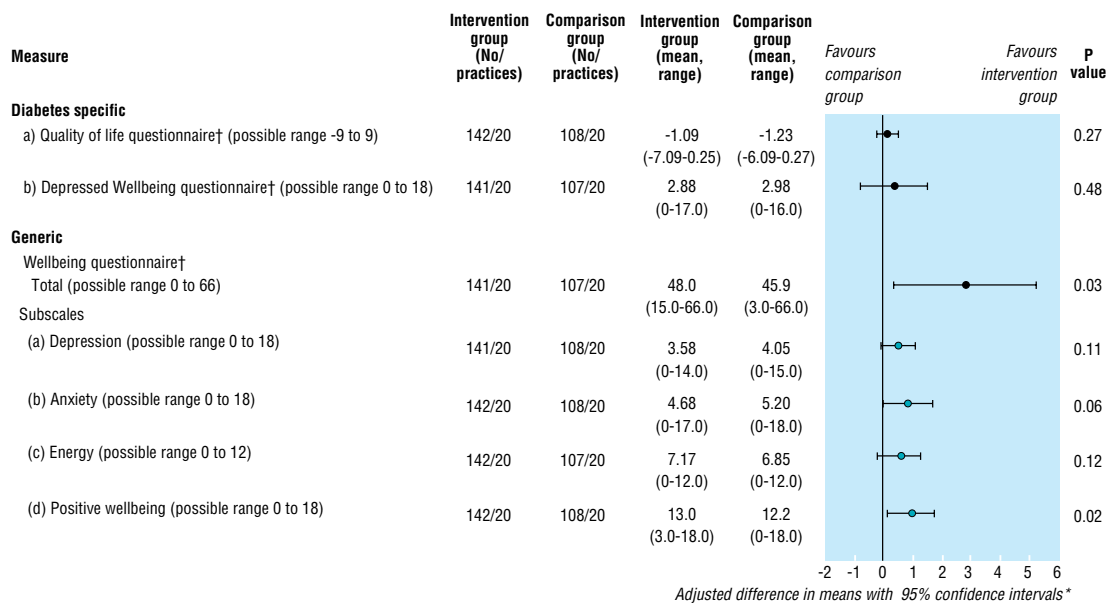 Measure
Intervention group (No/ practices)
Comparison group (No/ practices)
Intervention group (mean, range)
Comparison group (mean, range)
Favours comparison group
Favours intervention group
P value
Diabetes specific
a) Quality of life questionnaire† (possible range -9 to 9) 142/20 108/20 -1.09 -1.23 0.27
(-7.09-0.25) (-6.09-0.27)
b) Depressed Wellbeing questionnaire† (possible range 0 to 18) 141/20 107/20 2.88 2.98 0.48
(0-17.0) (0-16.0)
Generic
Wellbeing questionnaire†
Total (possible range 0 to 66) 141/20 107/20 48.0 45.9 0.03
(15.0-66.0) (3.0-66.0)
Subscales
(a) Depression (possible range 0 to 18) 141/20 108/20 3.58 4.05 0.11
(0-14.0) (0-15.0)
(b) Anxiety (possible range 0 to 18) 142/20 108/20 4.68 5.20 0.06
(0-17.0) (0-18.0)
(c) Energy (possible range 0 to 12) 142/20 107/20 7.17 6.85 0.12
(0-12.0) (0-12.0)
(d) Positive wellbeing (possible range 0 to 18) 142/20 108/20 13.0 12.2 0.02
(3.0-18.0) (0-18.0)
-2 -1 0 1 2 3 4 5 6
Adjusted difference in means with 95% confidence intervals*